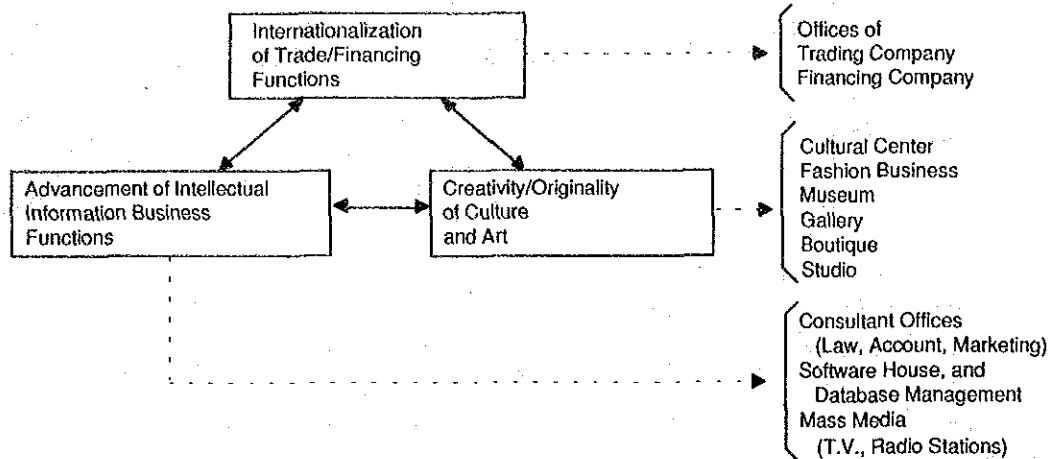 Internationalization
of Trade/Financing
Functions
Offices of
Trading Company
Financing Company
Advancement of Intellectual
Information Business
Functions
Creativity/Originality
of Culture
and Art
Cultural Center
Fashion Business
Museum
Gallery
Boutique
Studio
Consultant Offices
(Law, Account, Marketing)
Software House, and
Database Management
Mass Media
(T.V., Radio Stations)